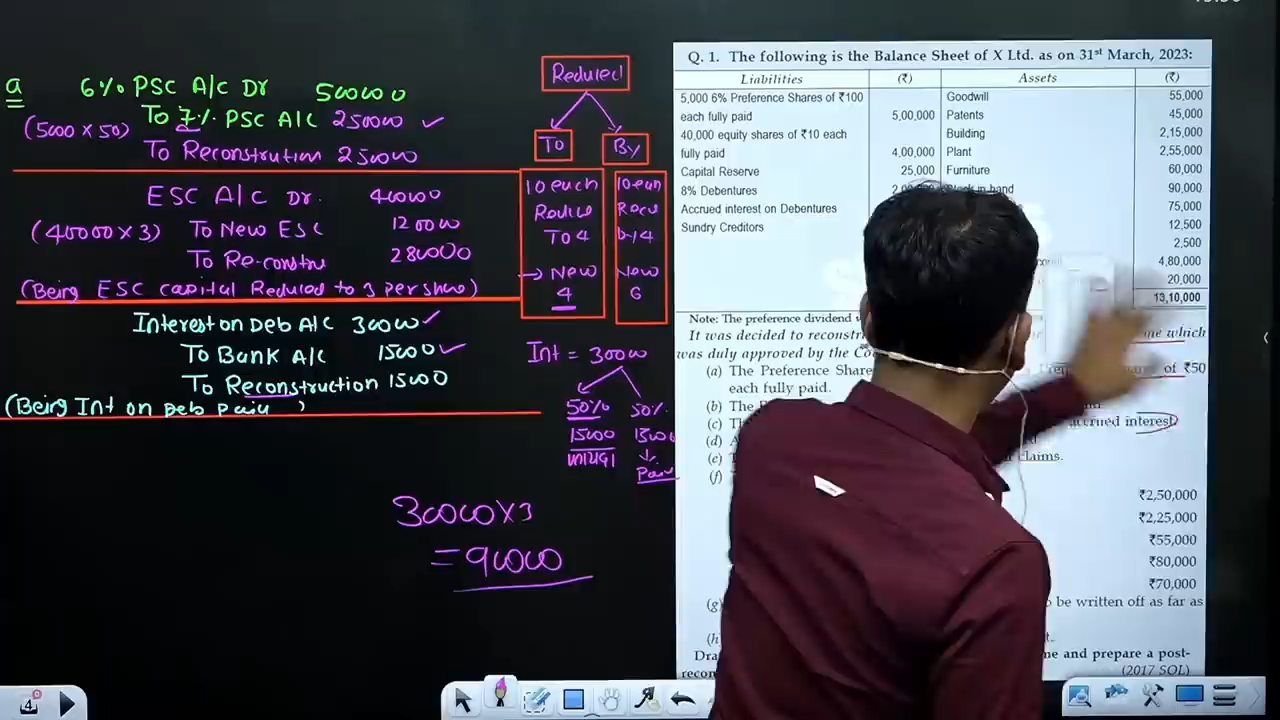 a
6% PSC A/c Dr 500000
To 7% PSC A/C 250000
(5000 x 50)
To Reconstrution 250000
ESC A/C Dr. 400000
(40000 x 3) To New ESC 120000
To Re-constru 280000
(Being ESC capital Reduced to 3 per share)
Interest on Deb A/C 30000
To Bank A/C 15000
To Reconstruction 15000
(Being Int on Deb paid )
Reduced
To By
10 each
Reduce
To 4
→ New
4
10 each
Redu
by 4
New
6
Int = 30000
50% 50%
15000 15000
Paid
30000 x 3
= 90000
Q. 1. The following is the Balance Sheet of X Ltd. as on 31st March, 2023:
Liabilities (₹) Assets (₹)
5,000 6% Preference Shares of ₹100 Goodwill 55,000
each fully paid 5,00,000 Patents 45,000
40,000 equity shares of ₹10 each Building 2,15,000
fully paid 4,00,000 Plant 2,55,000
Capital Reserve 25,000 Furniture 60,000
8% Debentures in hand 90,000
Accrued interest on Debentures 75,000
Sundry Creditors 12,500
2,500
4,80,000
20,000
13,10,000
Note: The preference dividend
It was decided to reconstr me which
was duly approved by the Co
(a) The Preference Share of ₹50
each fully paid.
(b) The
(c) Th accrued interest.
(d) A
(e) T claims.
(f)
₹2,50,000
₹2,25,000
₹55,000
₹80,000
₹70,000
(g) be written off as far as
(h) t.
Dra me and prepare a post-
recon (2017 SOL)
4